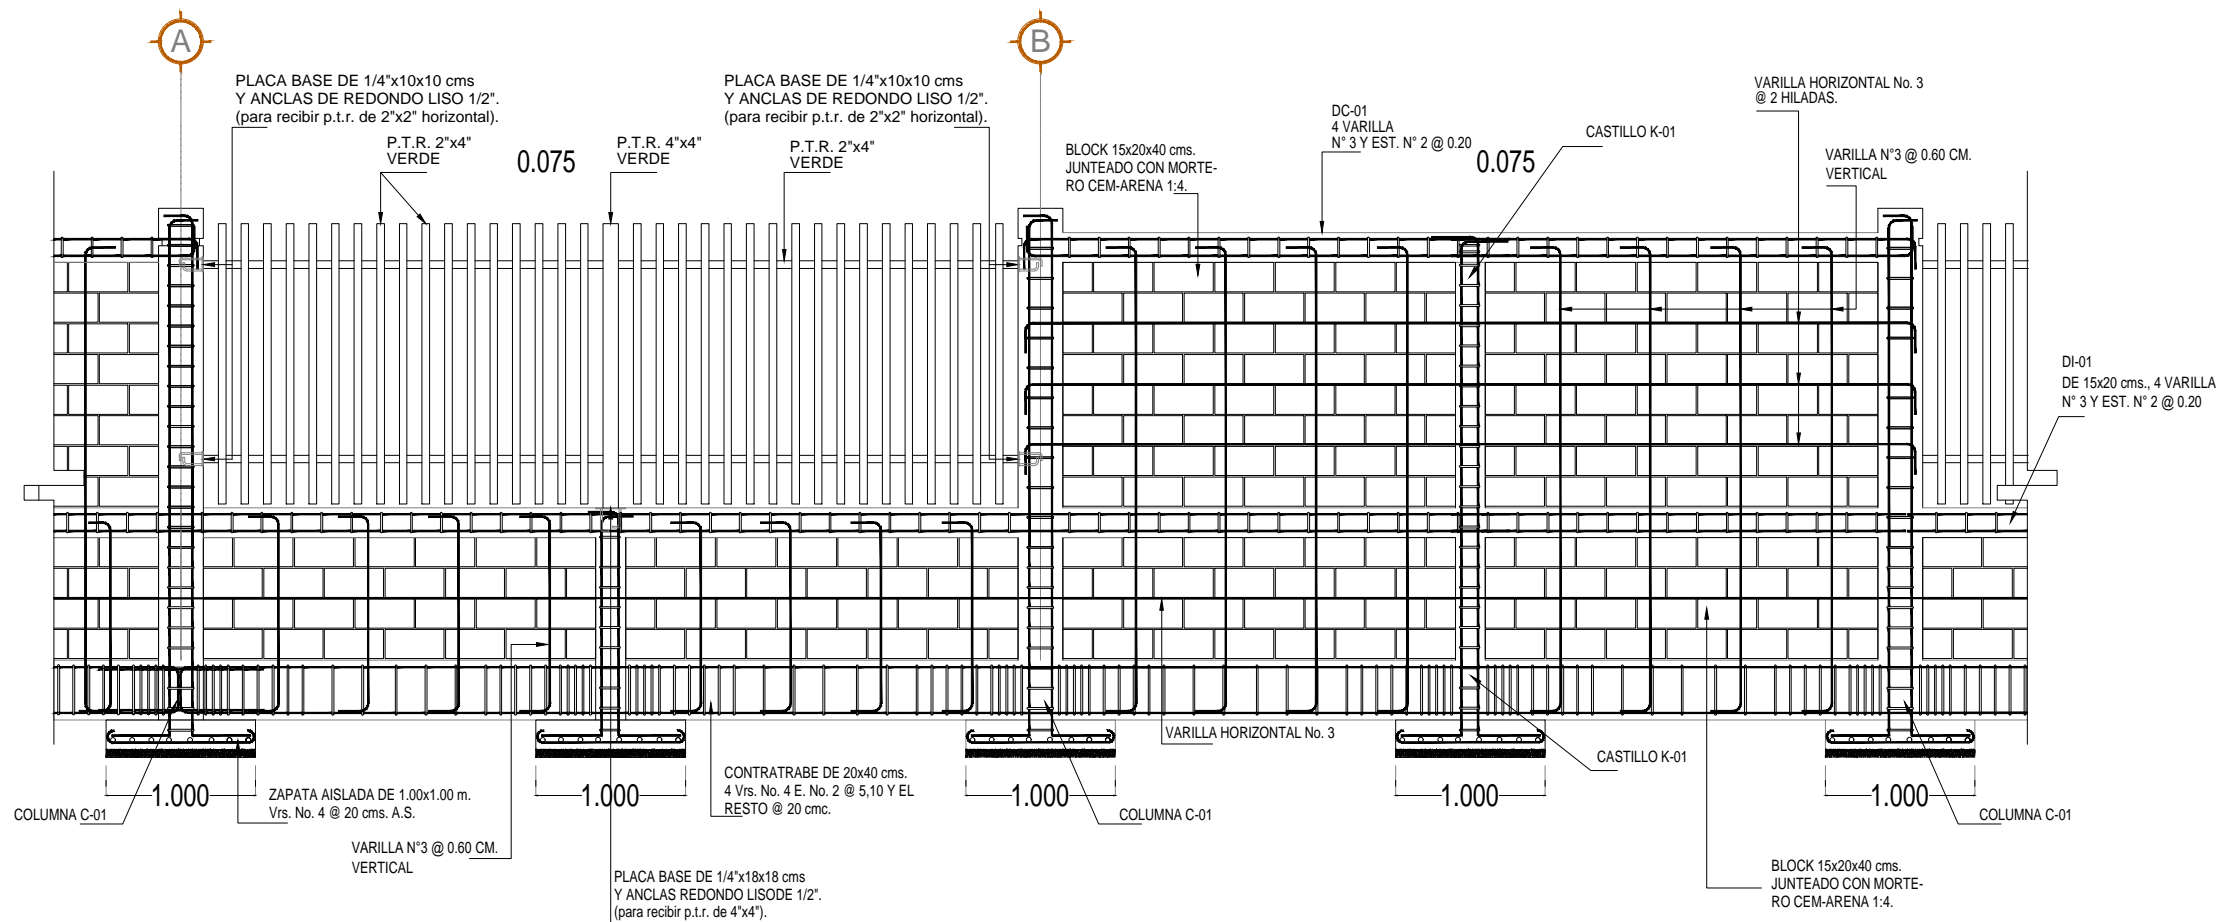 A
B
PLACA BASE DE 1/4"x10x10 cms
Y ANCLAS DE REDONDO LISO 1/2".
(para recibir p.t.r. de 2"x2" horizontal).
PLACA BASE DE 1/4"x10x10 cms
Y ANCLAS DE REDONDO LISO 1/2".
(para recibir p.t.r. de 2"x2" horizontal).
P.T.R. 2"x4"
VERDE
0.075
P.T.R. 4"x4"
VERDE
P.T.R. 2"x4"
VERDE
BLOCK 15x20x40 cms.
JUNTEADO CON MORTE-
RO CEM-ARENA 1:4.
DC-01
4 VARILLA
N° 3 Y EST. N° 2 @ 0.20
0.075
CASTILLO K-01
VARILLA HORIZONTAL No. 3
@ 2 HILADAS.
VARILLA N°3 @ 0.60 CM.
VERTICAL
DI-01
DE 15x20 cms., 4 VARILLA
N° 3 Y EST. N° 2 @ 0.20
VARILLA HORIZONTAL No. 3
CASTILLO K-01
1.000
1.000
1.000
1.000
1.000
COLUMNA C-01
ZAPATA AISLADA DE 1.00x1.00 m.
Vrs. No. 4 @ 20 cms. A.S.
VARILLA N°3 @ 0.60 CM.
VERTICAL
CONTRATRABE DE 20x40 cms.
4 Vrs. No. 4 E. No. 2 @ 5,10 Y EL
RESTO @ 20 cmc.
COLUMNA C-01
COLUMNA C-01
PLACA BASE DE 1/4"x18x18 cms
Y ANCLAS REDONDO LISODE 1/2".
(para recibir p.t.r. de 4"x4").
BLOCK 15x20x40 cms.
JUNTEADO CON MORTE-
RO CEM-ARENA 1:4.